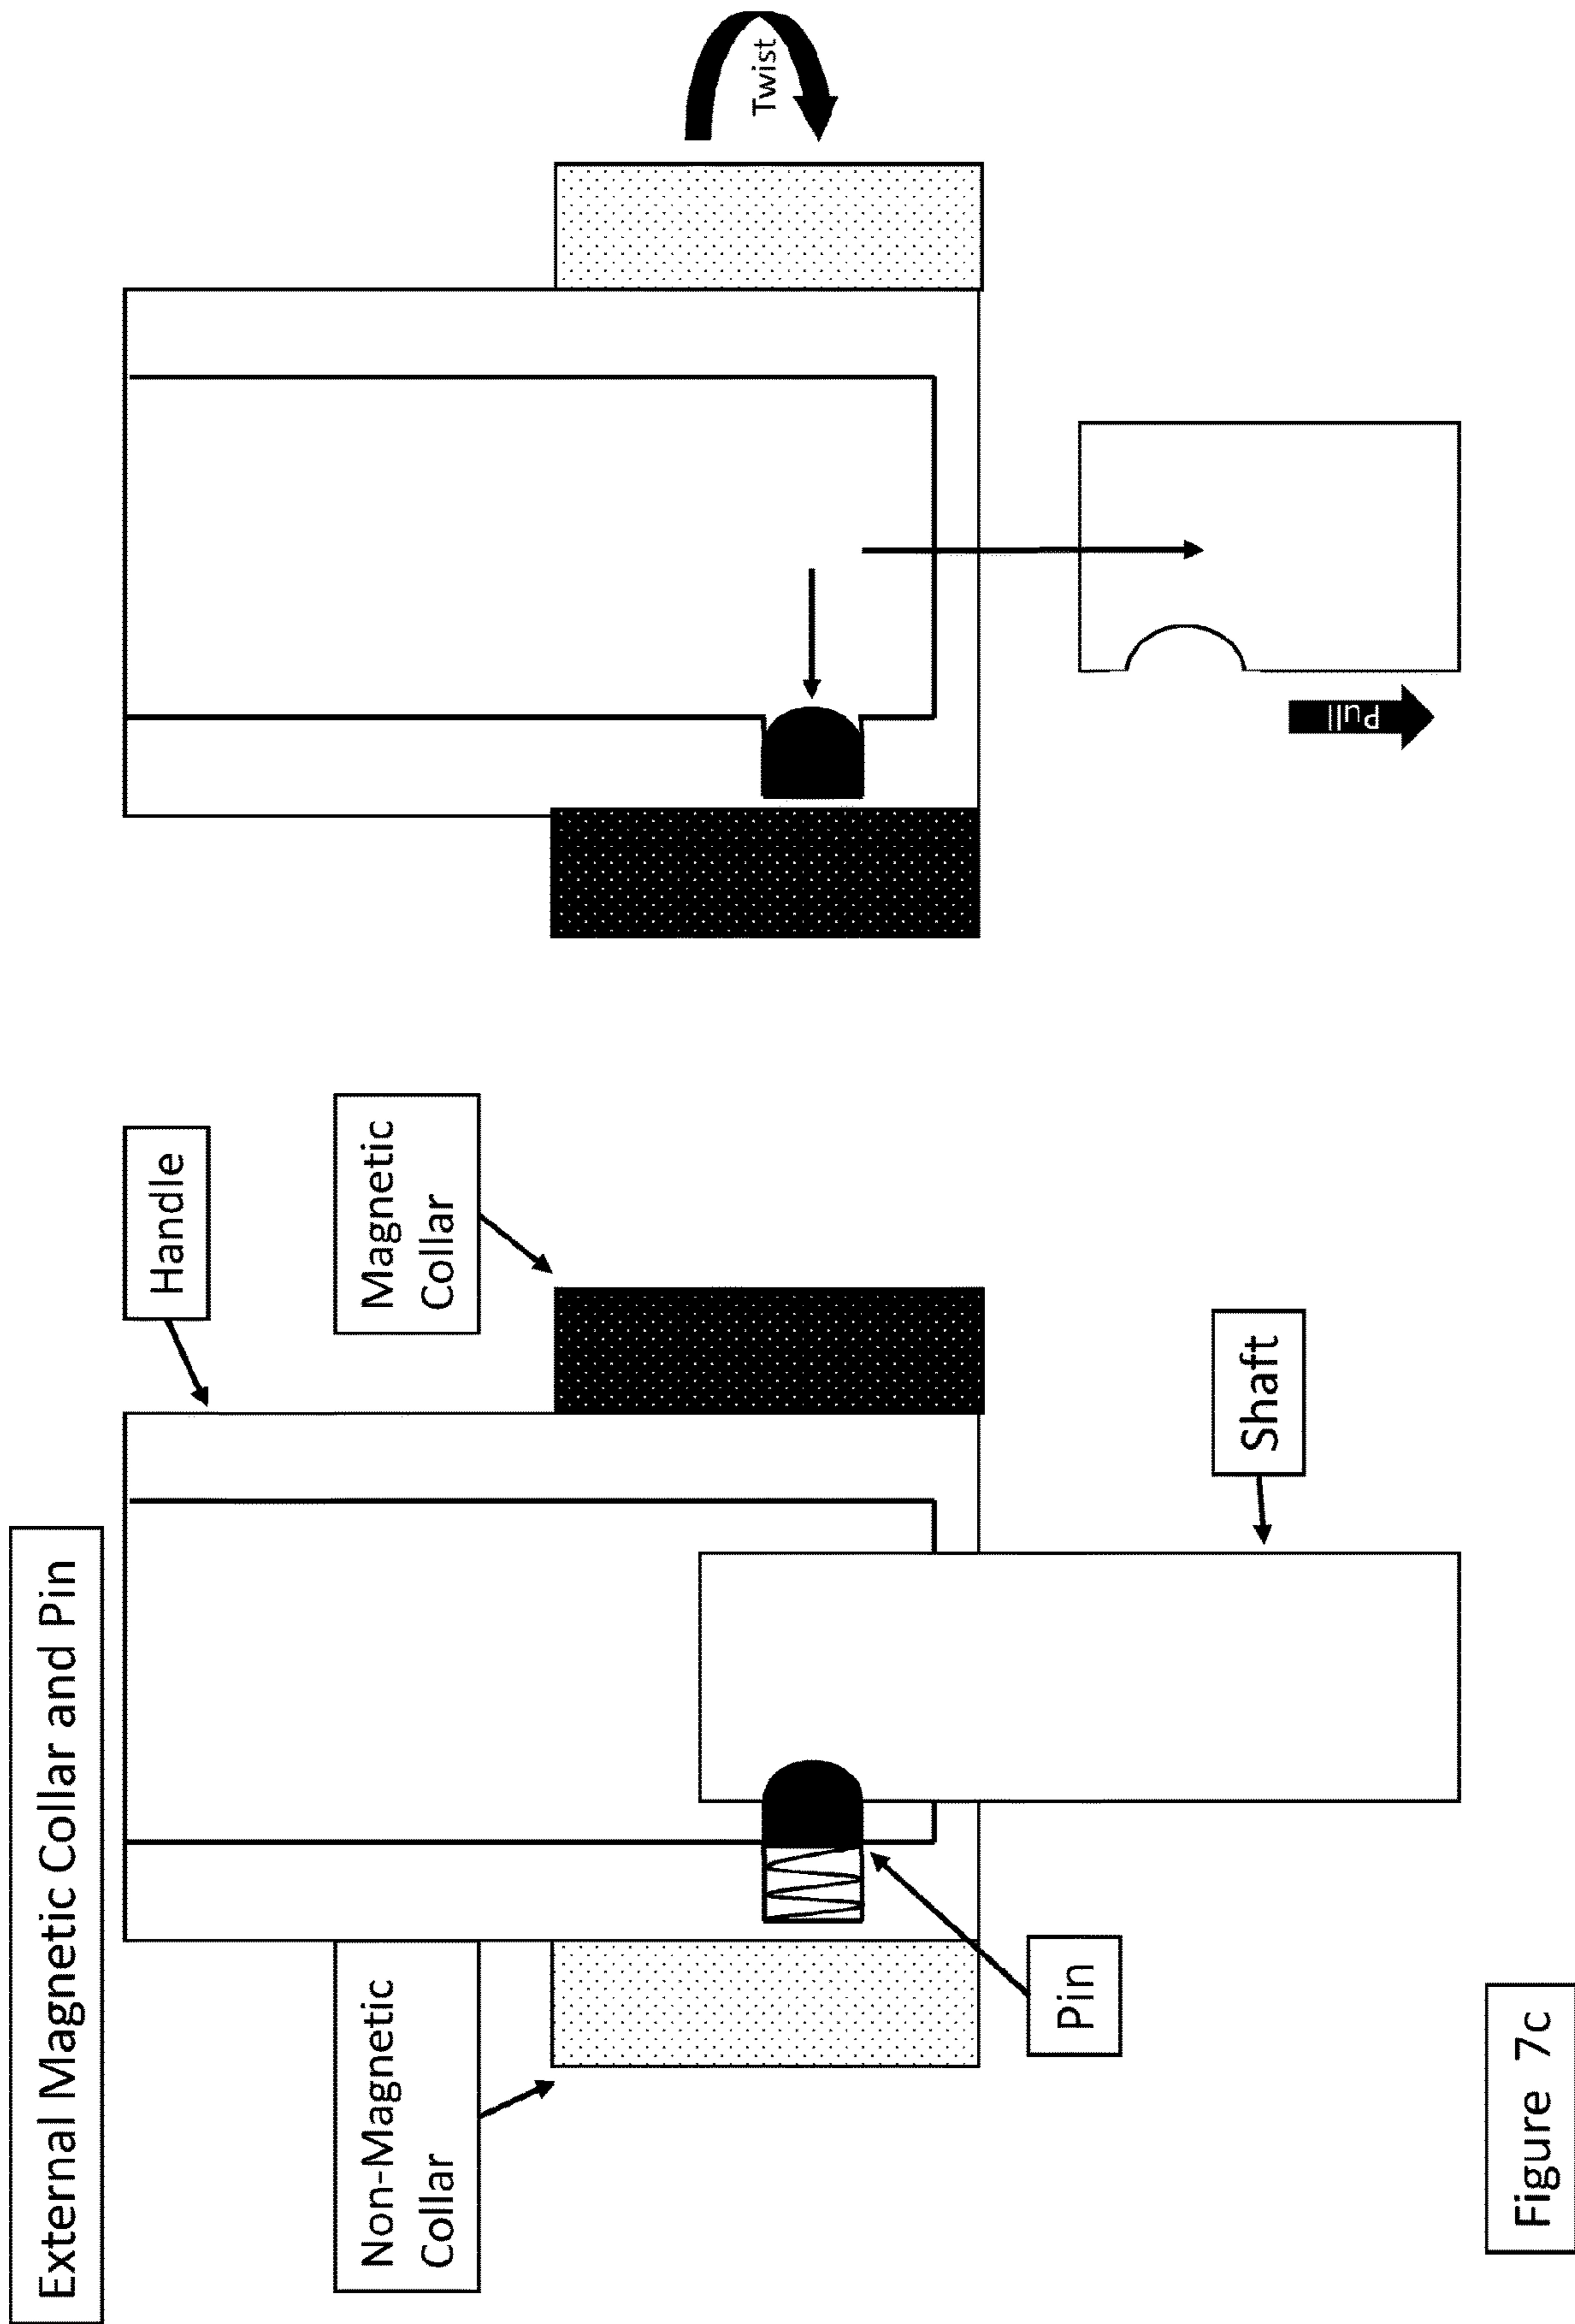 External Magnetic Collar and Pin
Handle
Non-Magnetic
Collar
Magnetic
Collar
Twist
Pin
Shaft
Pull
Figure 7c